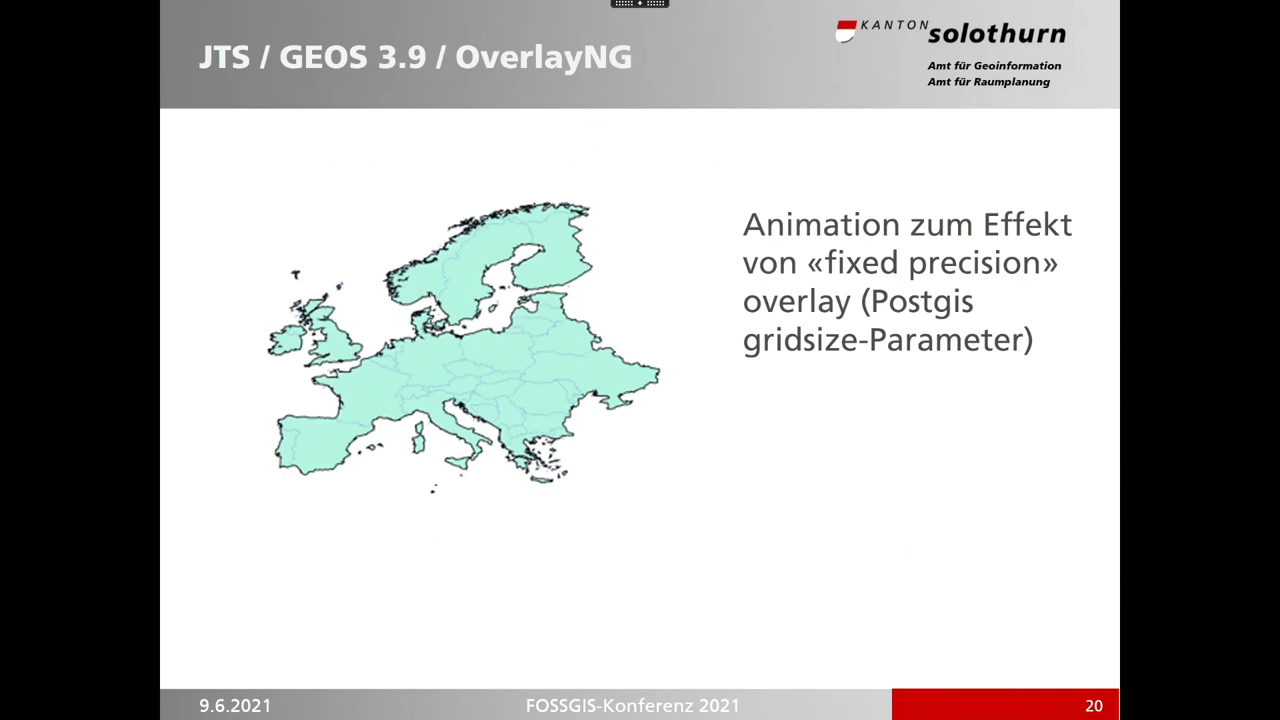 JTS / GEOS 3.9 / OverlayNG
KANTON solothurn
Amt für Geoinformation
Amt für Raumplanung
Animation zum Effekt
von «fixed precision»
overlay (Postgis
gridsize-Parameter)
9.6.2021
FOSSGIS-Konferenz 2021
20